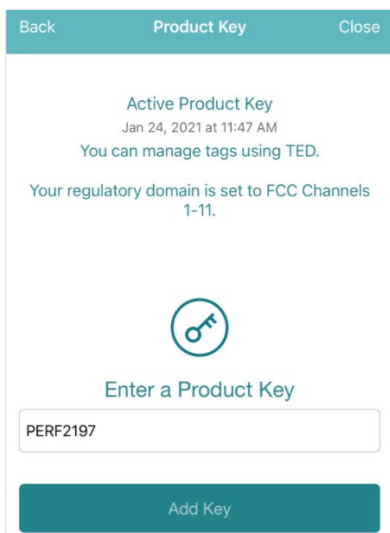 Back Product Key Close
Active Product Key
Jan 24, 2021 at 11:47 AM
You can manage tags using TED.
Your regulatory domain is set to FCC Channels
1-11.
Enter a Product Key
PERF2197
Add Key